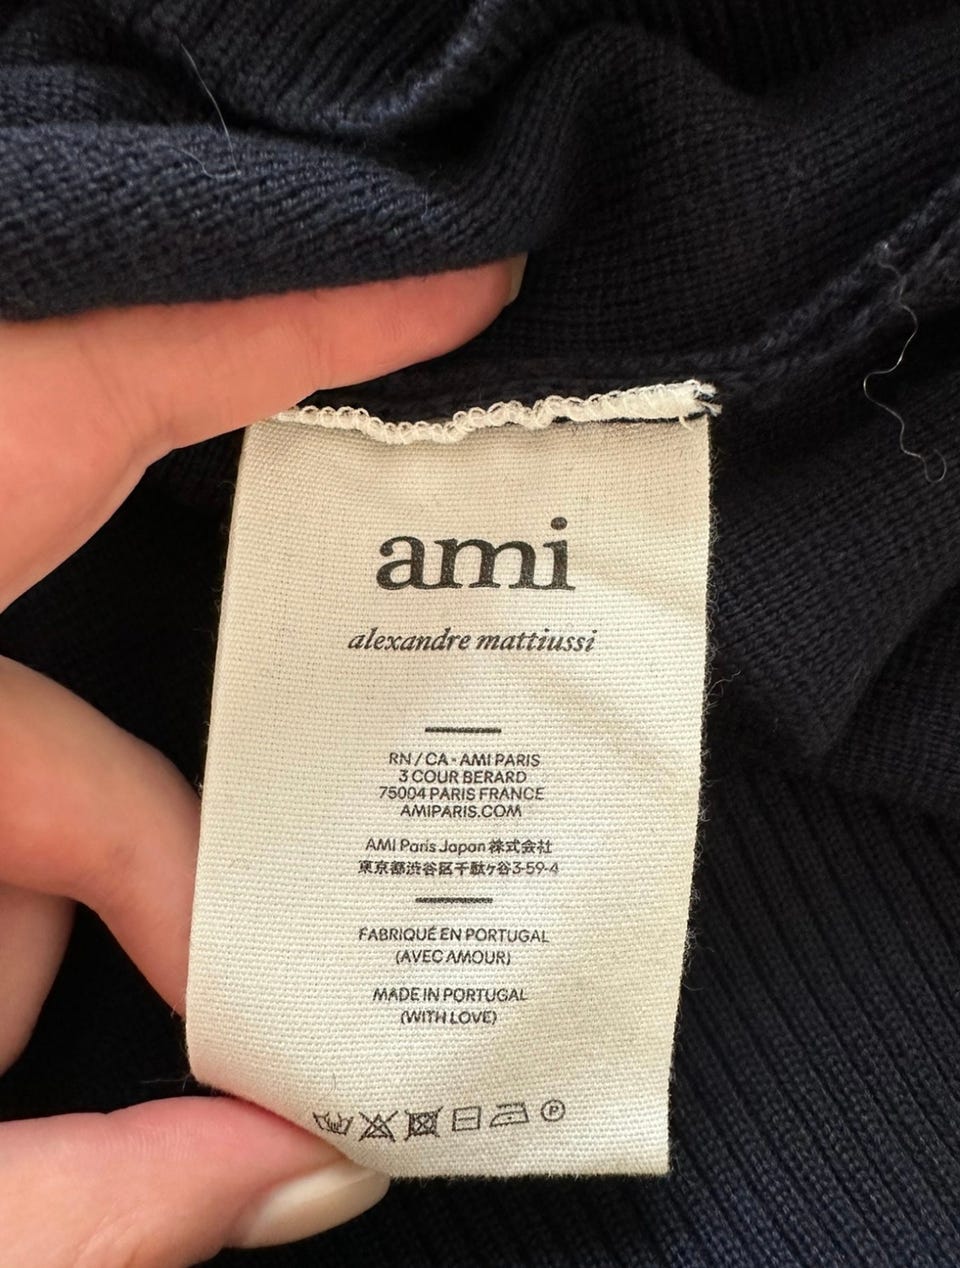 ami
alexandre mattiussi
RN / CA - AMI PARIS
3 COUR BERARD
75004 PARIS FRANCE
AMIPARIS.COM
AMI Paris Japan 株式会社
東京都渋谷区千駄ヶ谷3-59-4
FABRIQUÉ EN PORTUGAL
(AVEC AMOUR)
MADE IN PORTUGAL
(WITH LOVE)
P